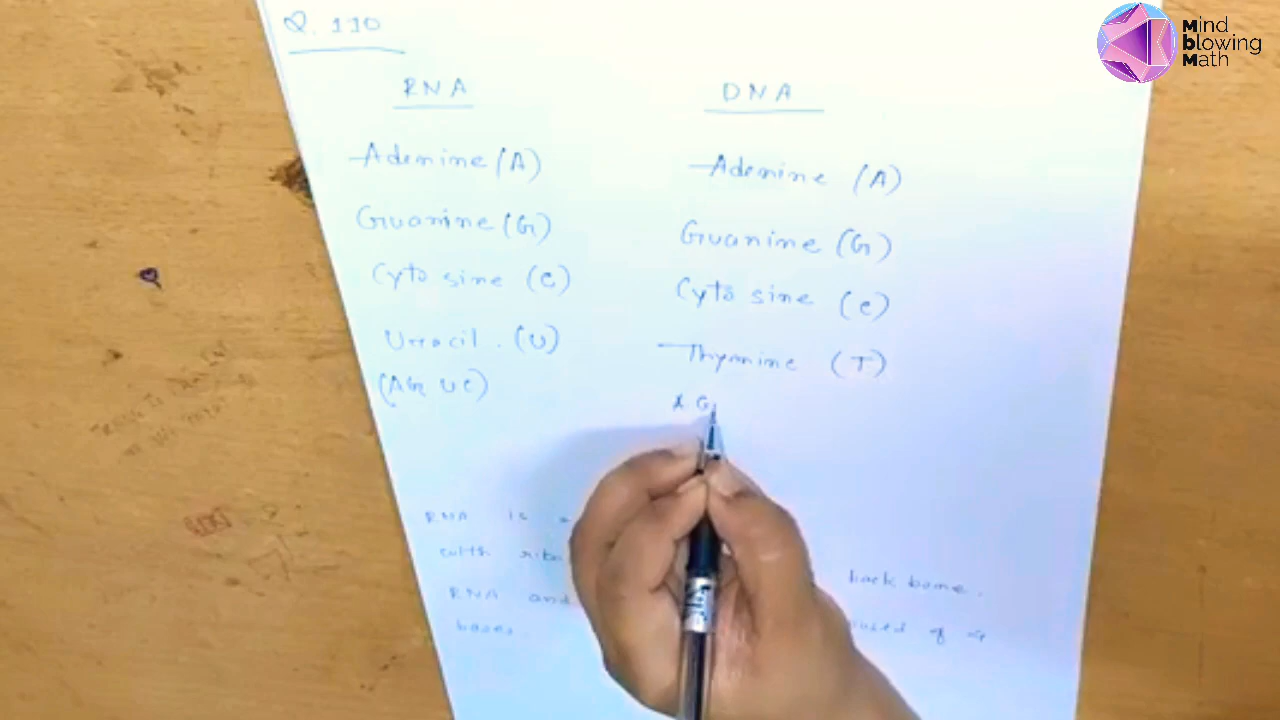 Q. 110
RNA
Adenine (A)
Guanine (G)
Cytosine (C)
Uracil. (U)
(AG UC)
DNA
Adenine (A)
Guanine (G)
Cytosine (C)
Thymine (T)
A G
RNA is
with back bone.
RNA and of
bases.
Mind
blowing
Math